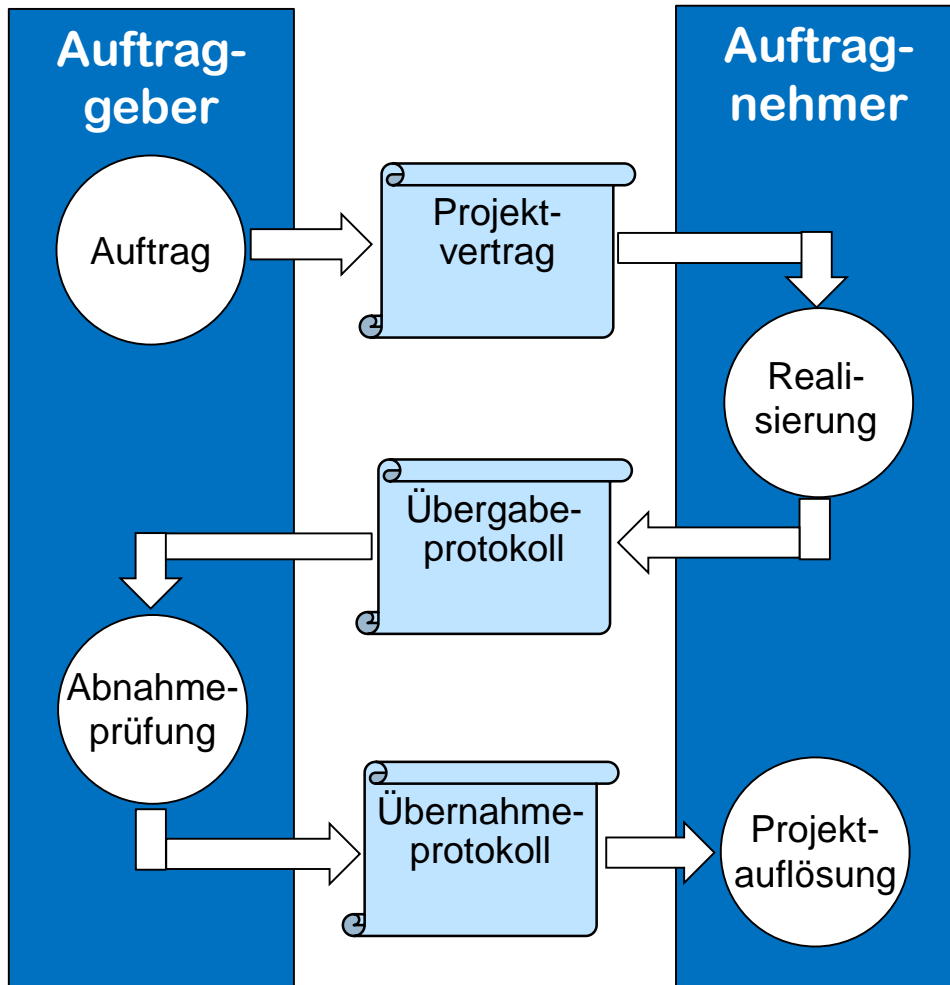 Auftrag-
geber
Auftrag-
nehmer
Auftrag
Projekt-
vertrag
Reali-
sierung
Übergabe-
protokoll
Abnahme-
prüfung
Übernahme-
protokoll
Projekt-
auflösung